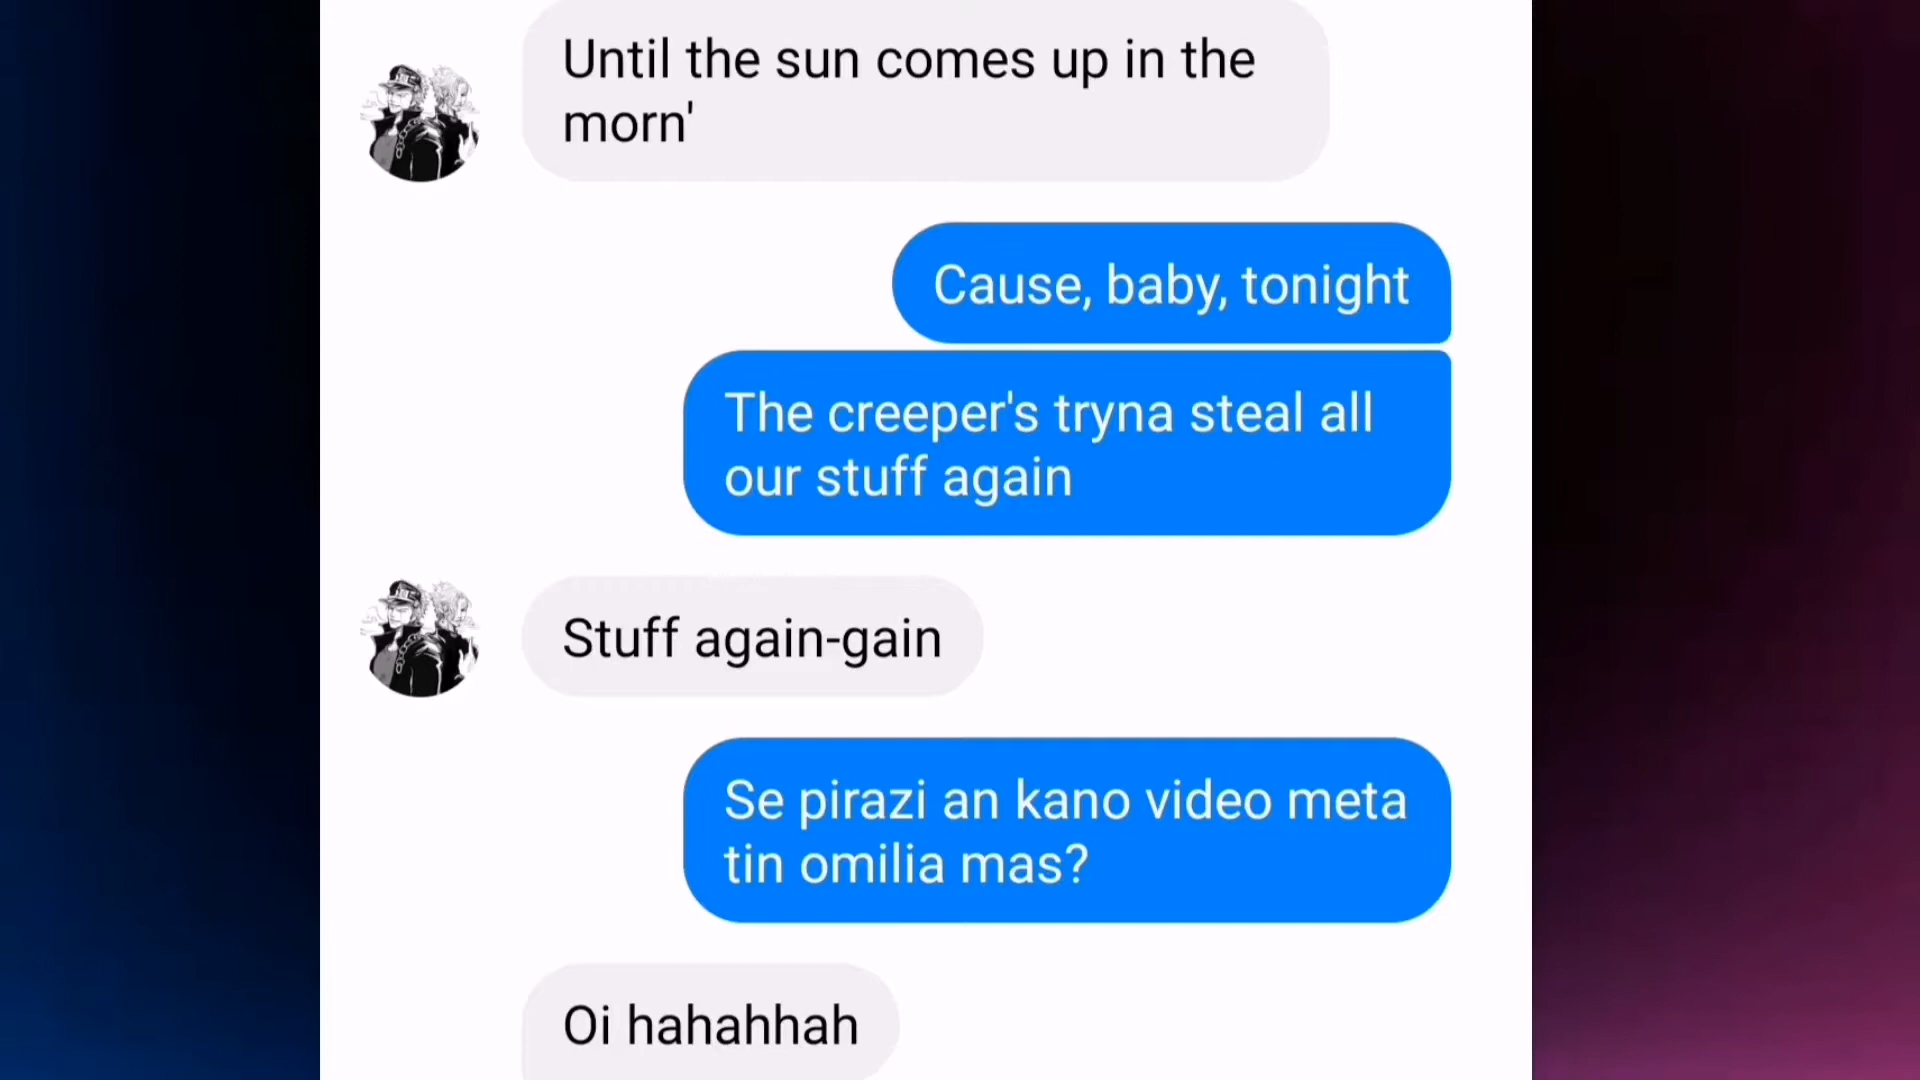 Until the sun comes up in the
morn'
Cause, baby, tonight
The creeper's tryna steal all
our stuff again
Stuff again-gain
Se pirazi an kano video meta
tin omilia mas?
Oi hahahhah